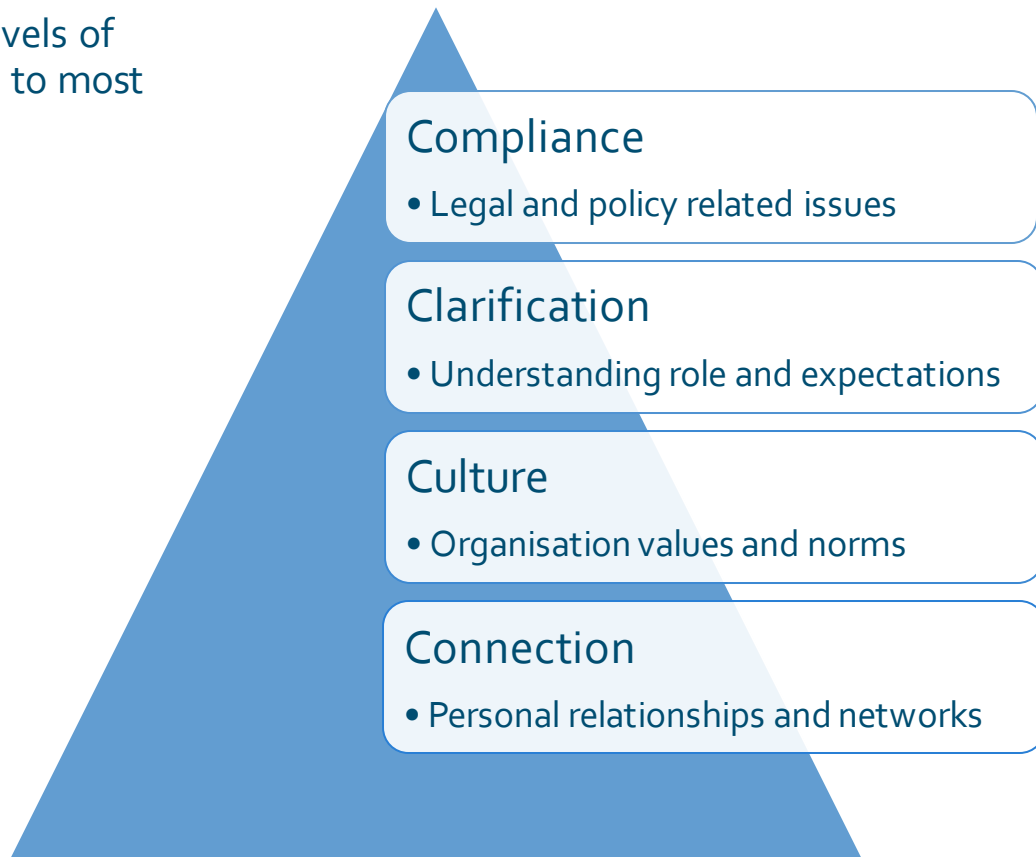 vels of
to most
Compliance
• Legal and policy related issues
Clarification
• Understanding role and expectations
Culture
• Organisation values and norms
Connection
• Personal relationships and networks